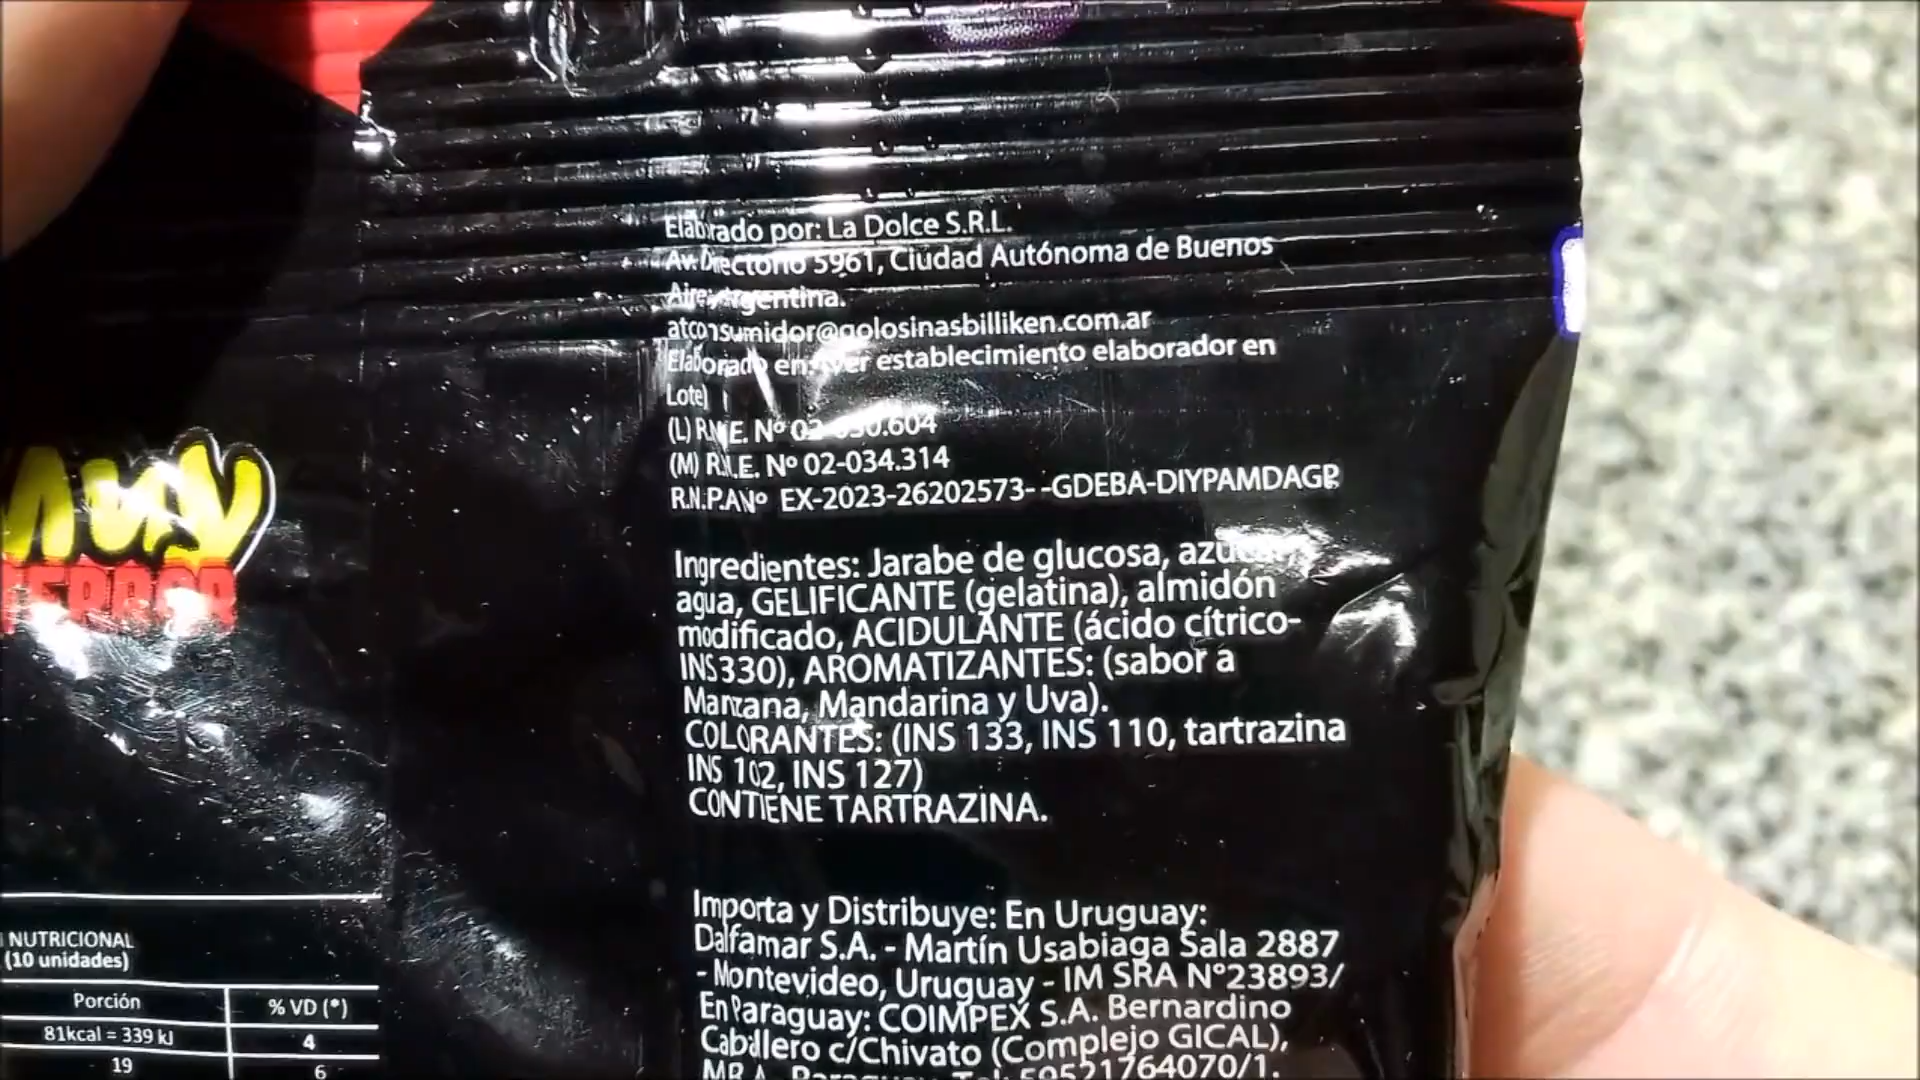 Elaborado por: La Dolce S.R.L.
Av. Directorio 5961, Ciudad Autónoma de Buenos
Aires, Argentina.
atconsumidor@golosinasbilliken.com.ar
Elaborado en: (ver establecimiento elaborador en
Lote)
(L) R.N.E. Nº 02-
(M) R.N.E. Nº 02-034.314
R.N.P.A Nº EX-2023-26202573- -GDEBA-DIYPAMDAGP
Ingredientes: Jarabe de glucosa, azúcar,
agua, GELIFICANTE (gelatina), almidón
modificado, ACIDULANTE (ácido cítrico-
INS330), AROMATIZANTES: (sabor a
Manzana, Mandarina y Uva).
COLORANTES: (INS 133, INS 110, tartrazina
INS 102, INS 127)
CONTIENE TARTRAZINA.
Importa y Distribuye: En Uruguay:
Dalfamar S.A. - Martín Usabiaga Sala 2887
- Montevideo, Uruguay - IM SRA N°23893/
En Paraguay: COIMPEX S.A. Bernardino
Caballero c/Chivato (Complejo GICAL),
Tel: 59521764070/1.
NUTRICIONAL
(10 unidades)
Porción % VD (*)
81kcal = 339 kJ 4
19 6